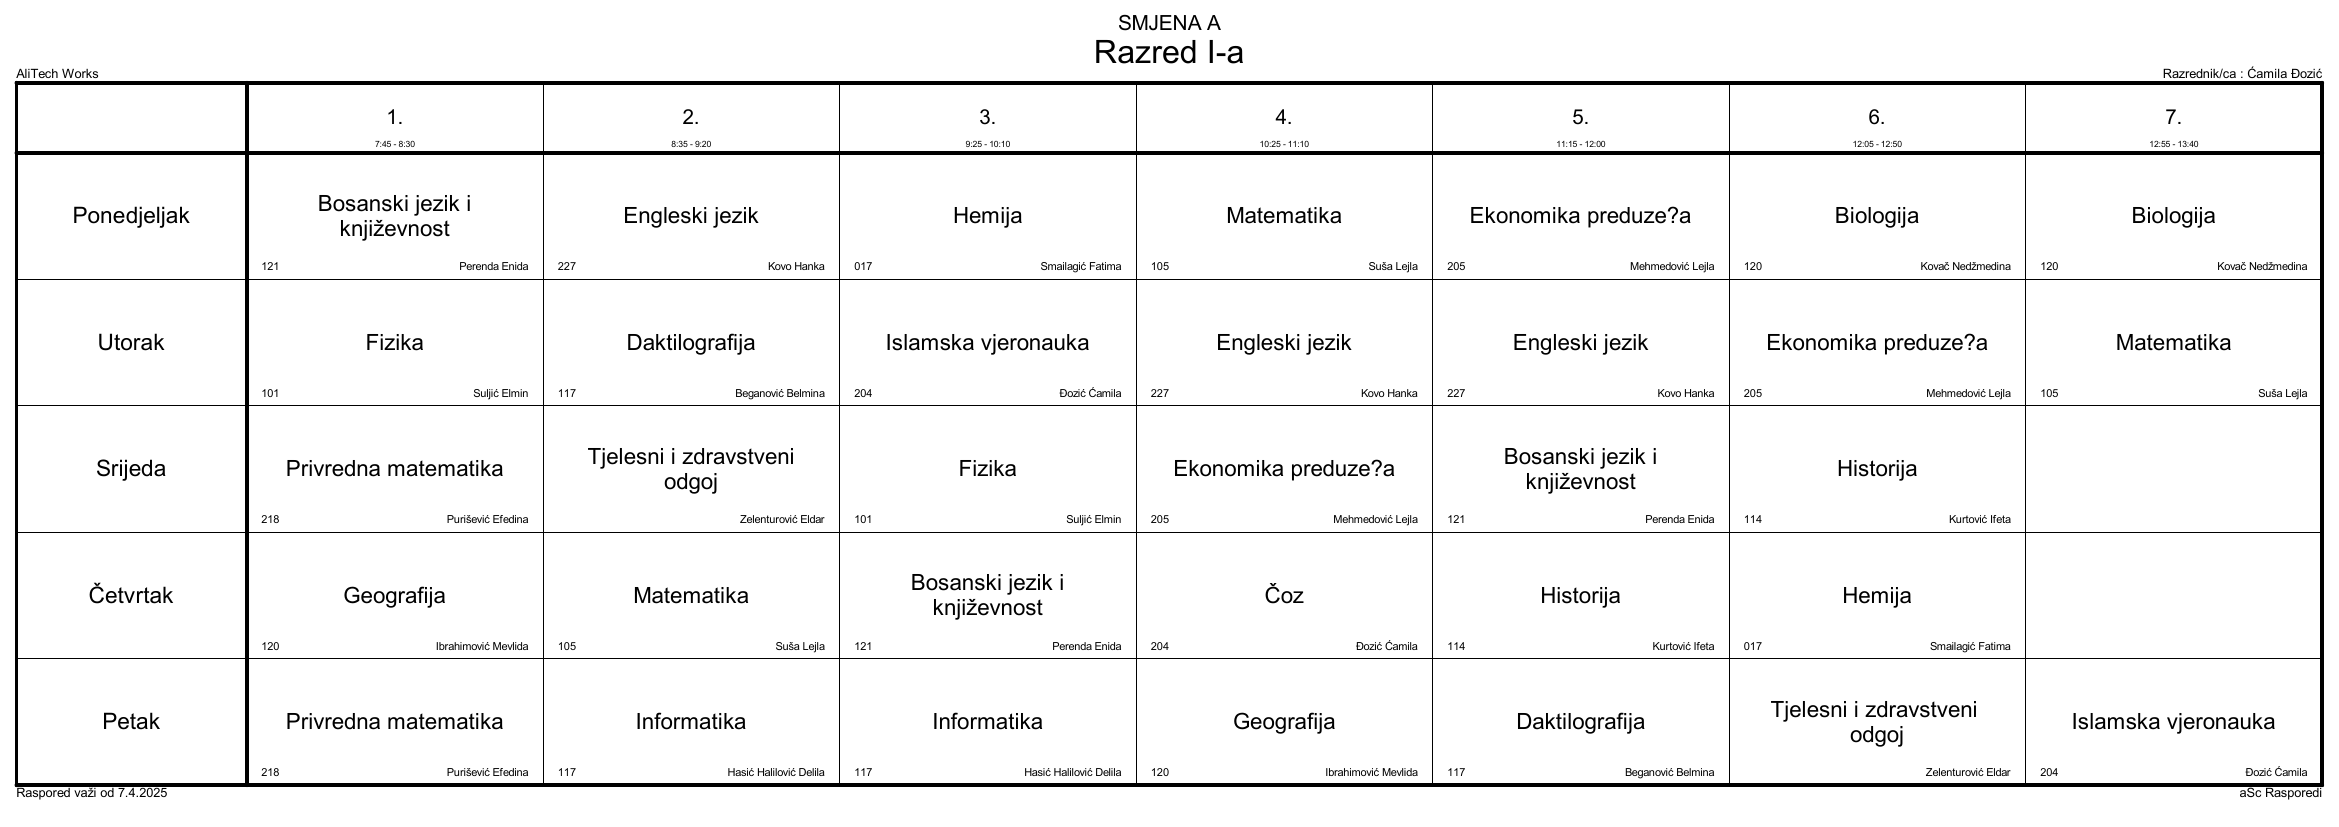 SMJENA A
Razred I-a
AliTech Works
Razrednik/ca : Ćamila Đozić
1.
7:45 - 8:30
2.
8:35 - 9:20
3.
9:25 - 10:10
4.
10:25 - 11:10
5.
11:15 - 12:00
6.
12:05 - 12:50
7.
12:55 - 13:40
Ponedjeljak
Bosanski jezik i
književnost
121
Perenda Enida
Engleski jezik
227
Kovo Hanka
Hemija
017
Smailagić Fatima
Matematika
105
Suša Lejla
Ekonomika preduze?a
205
Mehmedović Lejla
Biologija
120
Kovač Nedžmedina
Biologija
120
Kovač Nedžmedina
Utorak
Fizika
101
Suljić Elmin
Daktilografija
117
Beganović Belmina
Islamska vjeronauka
204
Đozić Ćamila
Engleski jezik
227
Kovo Hanka
Engleski jezik
227
Kovo Hanka
Ekonomika preduze?a
205
Mehmedović Lejla
Matematika
105
Suša Lejla
Srijeda
Privredna matematika
218
Purišević Efedina
Tjelesni i zdravstveni
odgoj
Zelenturović Eldar
Fizika
101
Suljić Elmin
Ekonomika preduze?a
205
Mehmedović Lejla
Bosanski jezik i
književnost
121
Perenda Enida
Historija
114
Kurtović Ifeta
Četvrtak
Geografija
120
Ibrahimović Mevlida
Matematika
105
Suša Lejla
Bosanski jezik i
književnost
121
Perenda Enida
Čoz
204
Đozić Ćamila
Historija
114
Kurtović Ifeta
Hemija
017
Smailagić Fatima
Petak
Privredna matematika
218
Purišević Efedina
Informatika
117
Hasić Halilović Delila
Informatika
117
Hasić Halilović Delila
Geografija
120
Ibrahimović Mevlida
Daktilografija
117
Beganović Belmina
Tjelesni i zdravstveni
odgoj
Zelenturović Eldar
Islamska vjeronauka
204
Đozić Ćamila
Raspored važi od 7.4.2025
aSc Rasporedi